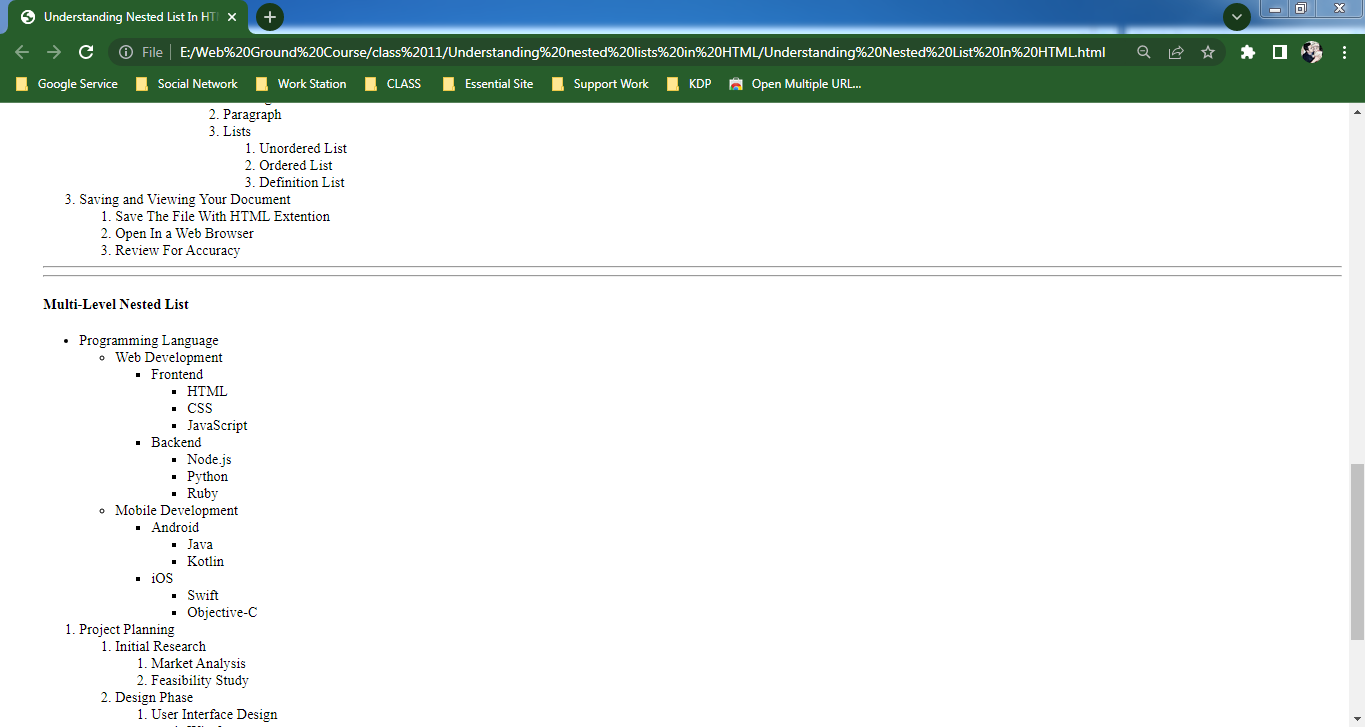 Understanding Nested List In HT
File E:/Web%20Ground%20Course/class%2011/Understanding%20nested%20lists%20in%20HTML/Understanding%20Nested%20List%20In%20HTML.html
Google Service Social Network Work Station CLASS Essential Site Support Work KDP Open Multiple URL...
2. Paragraph
3. Lists
1. Unordered List
2. Ordered List
3. Definition List
3. Saving and Viewing Your Document
1. Save The File With HTML Extention
2. Open In a Web Browser
3. Review For Accuracy
Multi-Level Nested List
• Programming Language
◦ Web Development
▪ Frontend
▪ HTML
▪ CSS
▪ JavaScript
▪ Backend
▪ Node.js
▪ Python
▪ Ruby
◦ Mobile Development
▪ Android
▪ Java
▪ Kotlin
▪ iOS
▪ Swift
▪ Objective-C
1. Project Planning
1. Initial Research
1. Market Analysis
2. Feasibility Study
2. Design Phase
1. User Interface Design